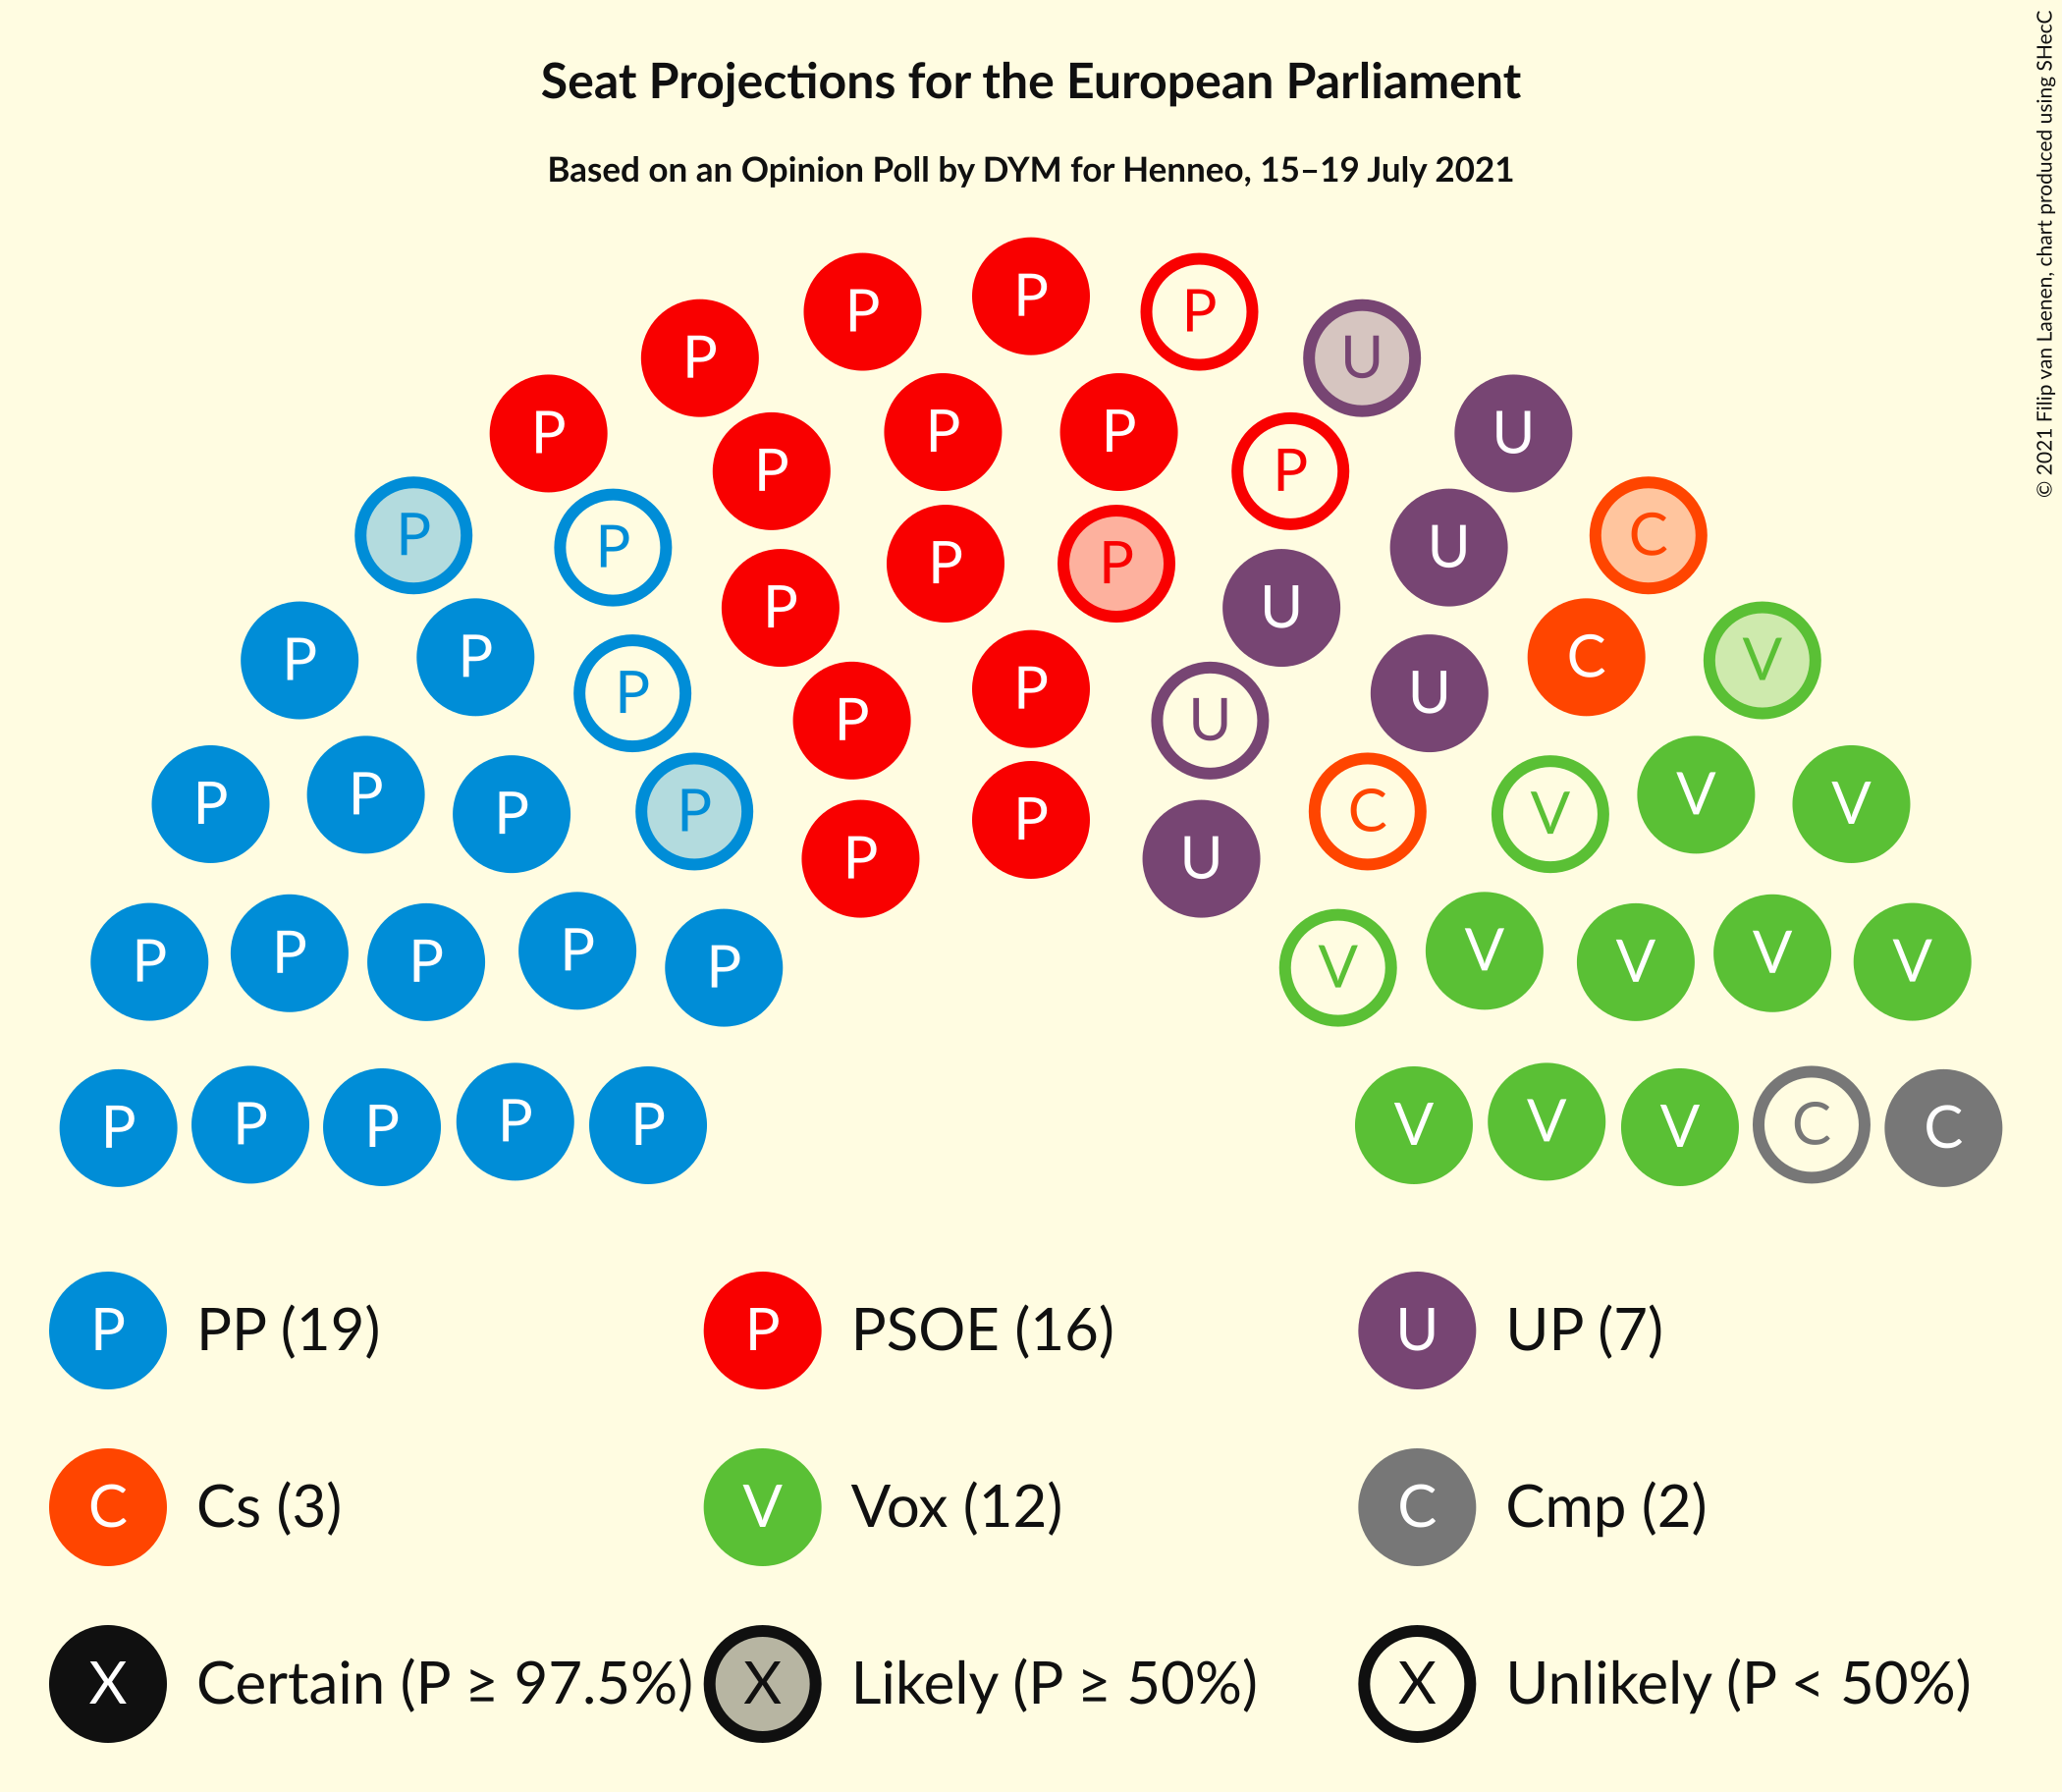 Seat Projections for the European Parliament
Based on an Opinion Poll by DYM for Henneo, 15–19 July 2021
© 2021 Filip van Laenen, chart produced using SHecC
P P P P U
P P P P P U
P P P P U C
P P P P U C V
P P P U U
P P P P P P U C V V V
P P P P P V V V V V
P P P P P V V V C C
P PP (19) P PSOE (16) U UP (7)
C Cs (3) V Vox (12) C Cmp (2)
X Certain (P ≥ 97.5%) X Likely (P ≥ 50%) X Unlikely (P < 50%)